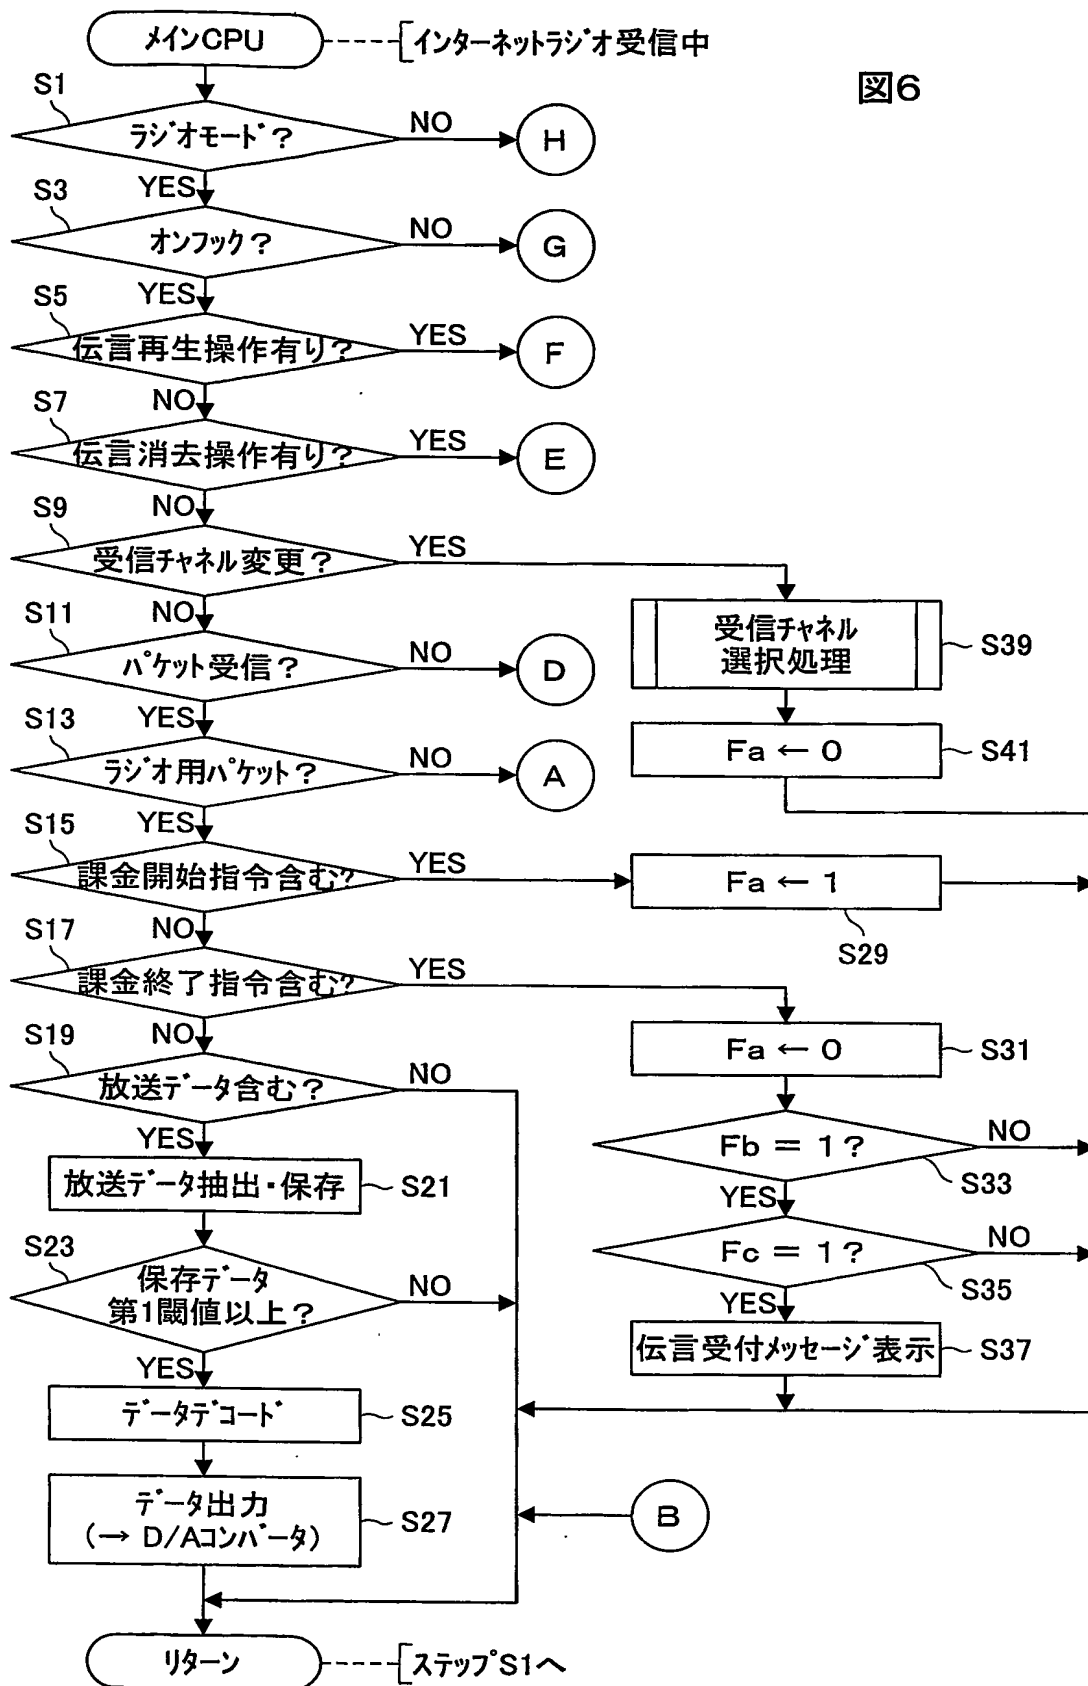 メインCPU
インターネットラジオ受信中
図6
S1
ラジオモード?
NO
H
YES
S3
オンフック?
NO
G
YES
S5
伝言再生操作有り?
YES
F
NO
S7
伝言消去操作有り?
YES
E
NO
S9
受信チャネル変更?
YES
NO
受信チャネル
選択処理
S39
S11
パケット受信?
NO
D
YES
Fa ← 0
S41
S13
ラジオ用パケット?
NO
A
YES
S15
課金開始指令含む?
YES
Fa ← 1
S29
NO
S17
課金終了指令含む?
YES
NO
Fa ← 0
S31
S19
放送データ含む?
NO
YES
Fb = 1?
NO
S33
YES
放送データ抽出・保存
S21
Fc = 1?
NO
S35
YES
S23
保存データ
第1閾値以上?
NO
YES
伝言受付メッセージ表示
S37
データデコード
S25
データ出力
(→ D/Aコンバータ)
S27
B
リターン
ステップS1へ